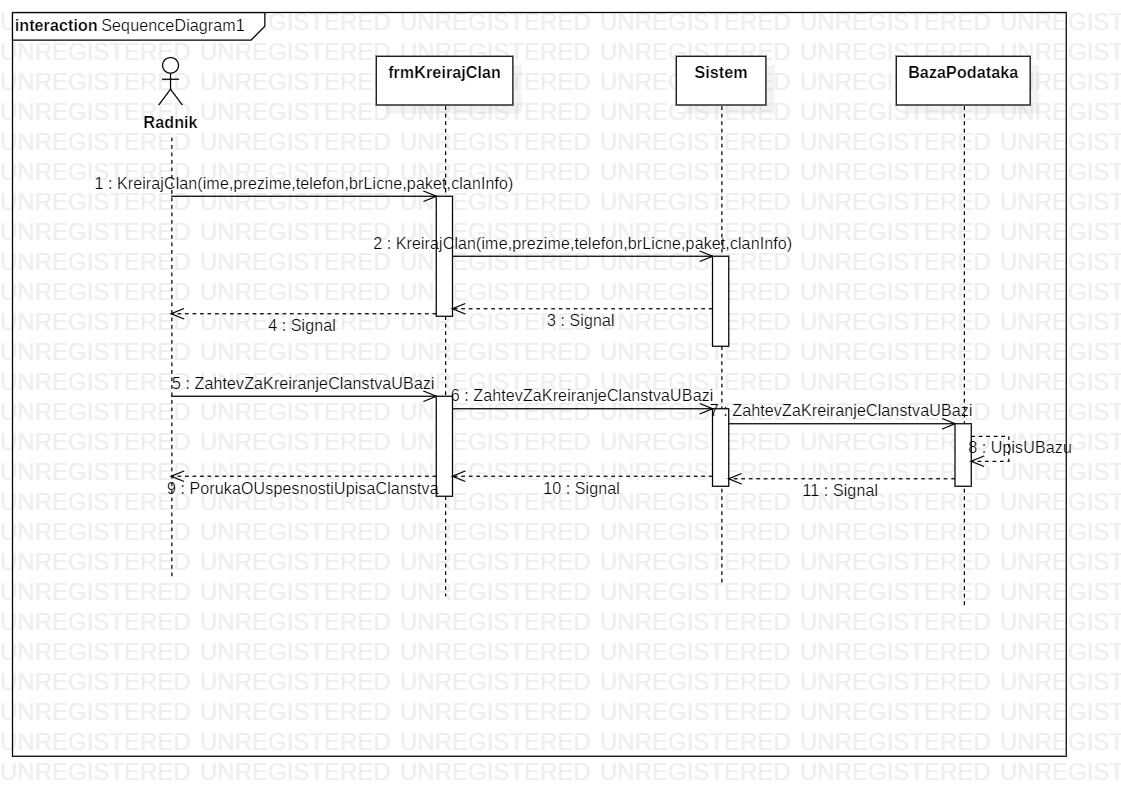 interaction SequenceDiagram1
frmKreirajClan
Sistem
BazaPodataka
Radnik
1 : KreirajClan(ime,prezime,telefon,brLicne,paket,clanInfo)
2 : KreirajClan(ime,prezime,telefon,brLicne,paket,clanInfo)
3 : Signal
4 : Signal
5 : ZahtevZaKreiranjeClanstvaUBazi
6 : ZahtevZaKreiranjeClanstvaUBazi
7 : ZahtevZaKreiranjeClanstvaUBazi
8 : UpisUBazu
9 : PorukaOUspesnostiUpisaClanstva
10 : Signal
11 : Signal
UNREGISTERED